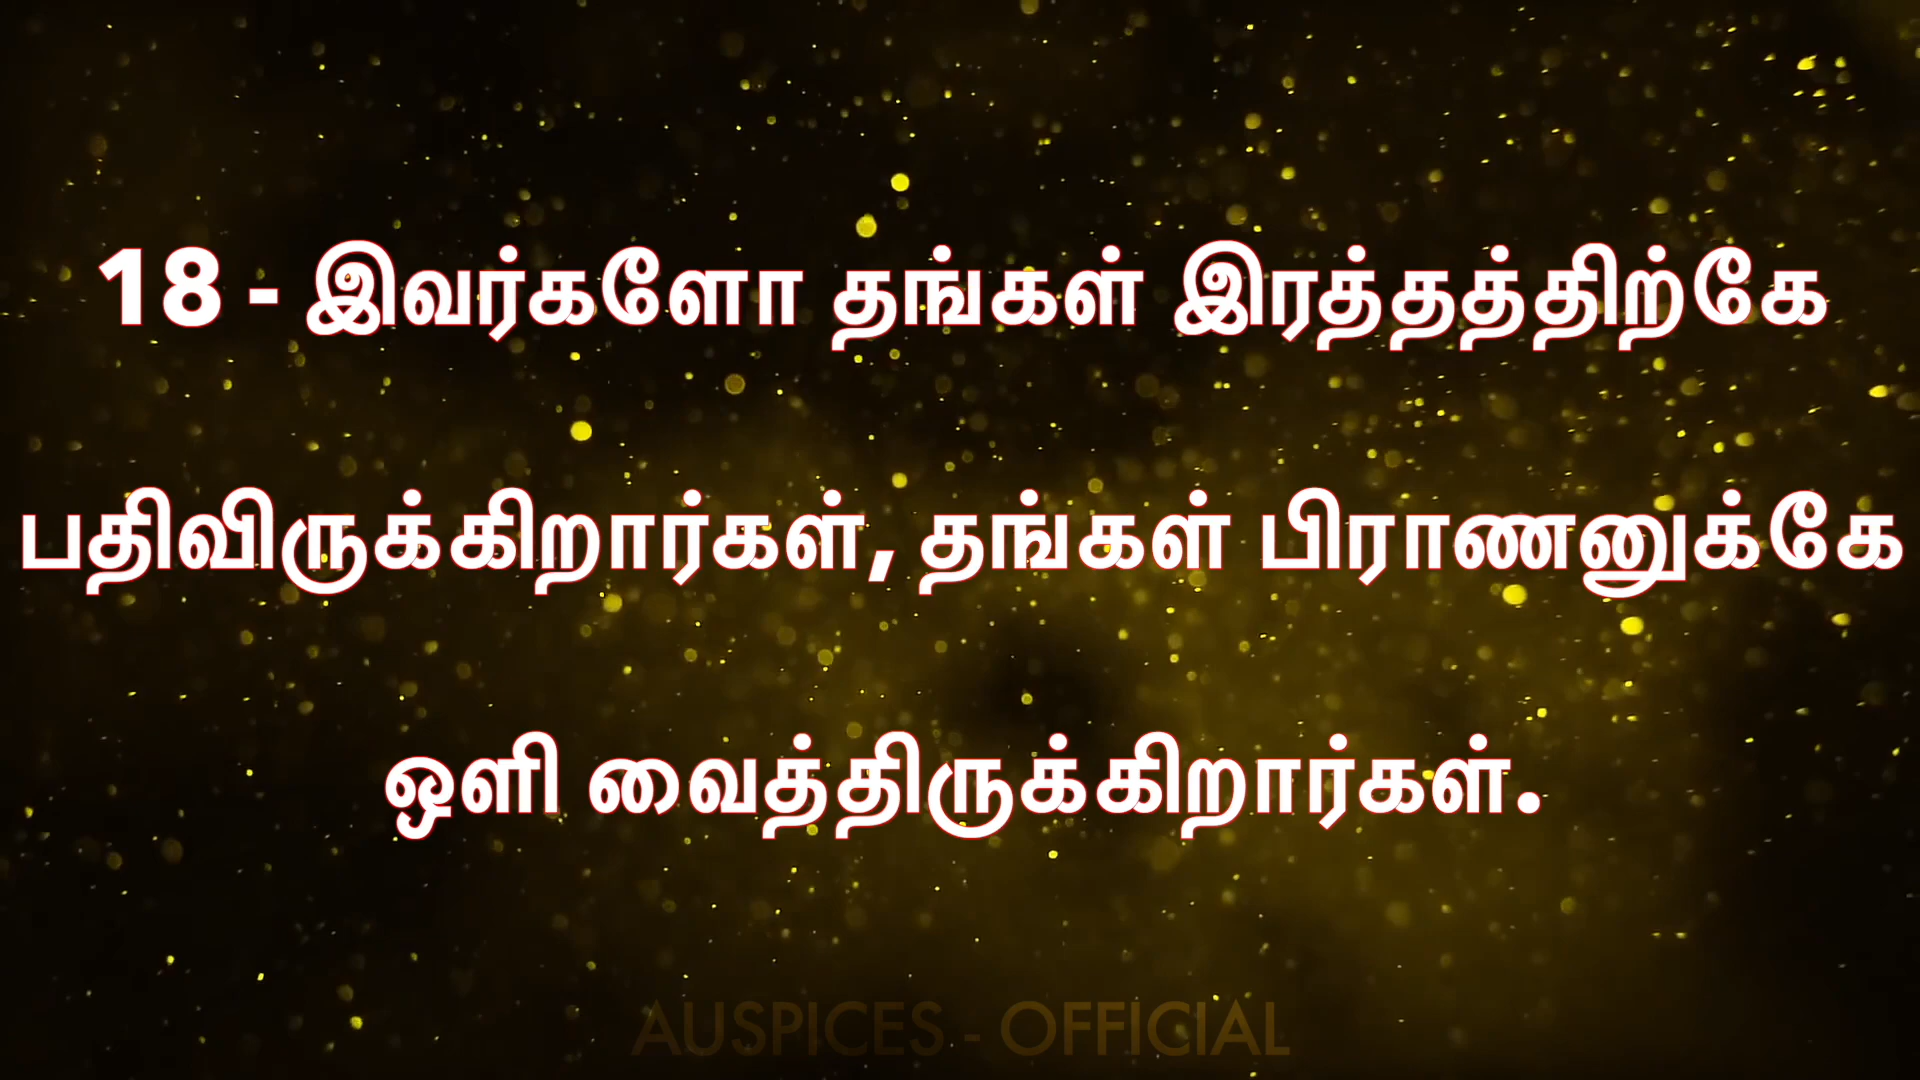 18 - இவர்களோ தங்கள் இரத்தத்திற்கே
பதிவிருக்கிறார்கள், தங்கள் பிராணனுக்கே
ஒளி வைத்திருக்கிறார்கள்.
AUSPICES - OFFICIAL